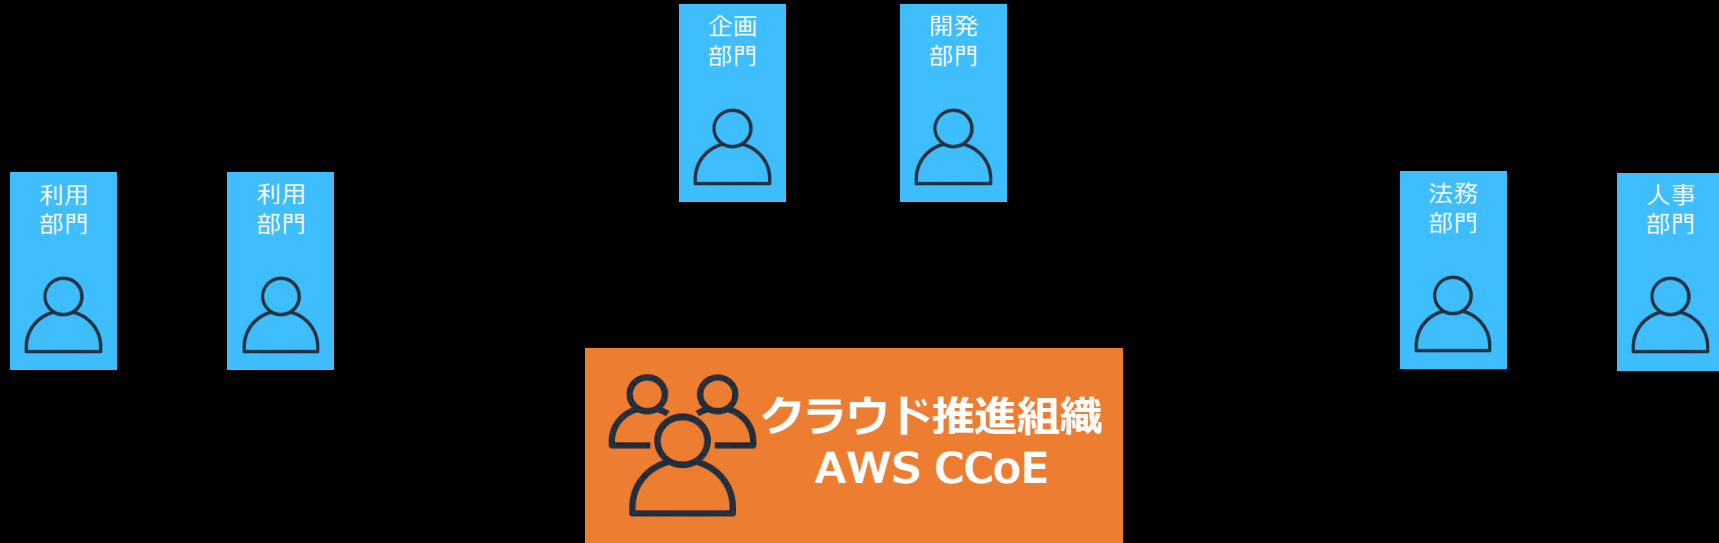 企画
部門
開発
部門
利用
部門
利用
部門
法務
部門
人事
部門
クラウド推進組織
AWS CCoE